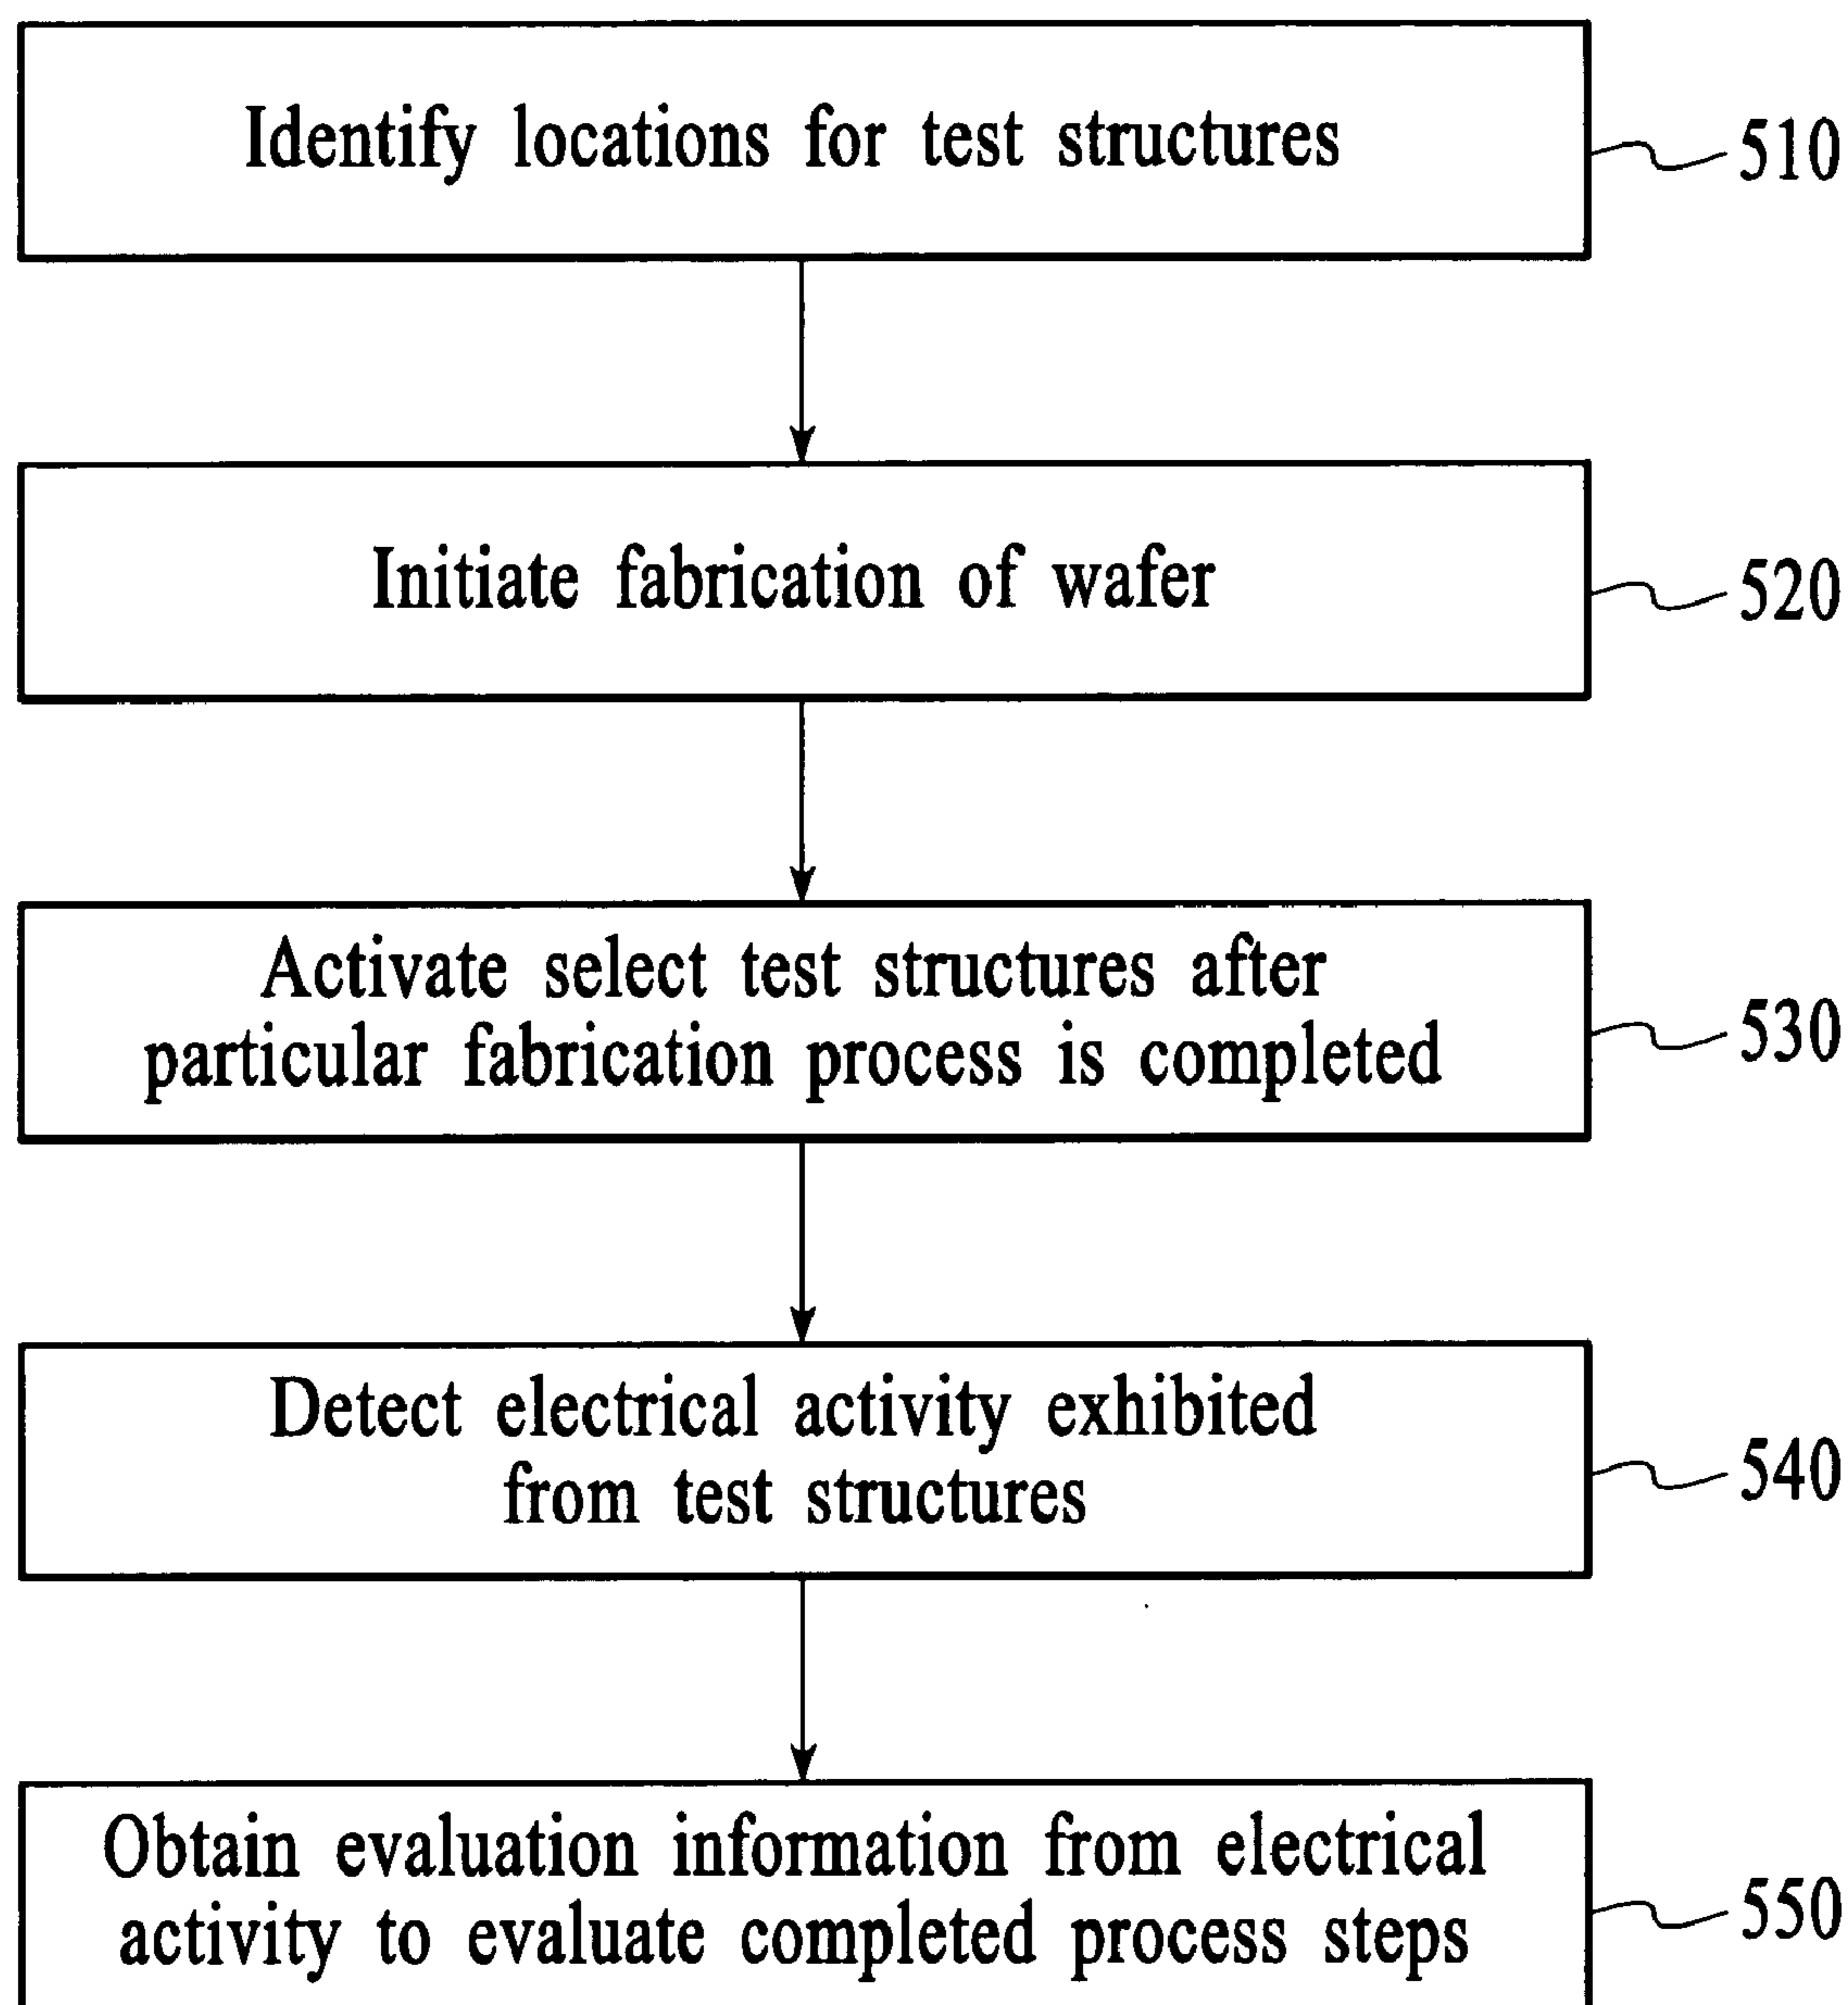 Identify locations for test structures
510
Initiate fabrication of wafer
520
Activate select test structures after
particular fabrication process is completed
530
Detect electrical activity exhibited
from test structures
540
Obtain evaluation information from electrical
activity to evaluate completed process steps
550